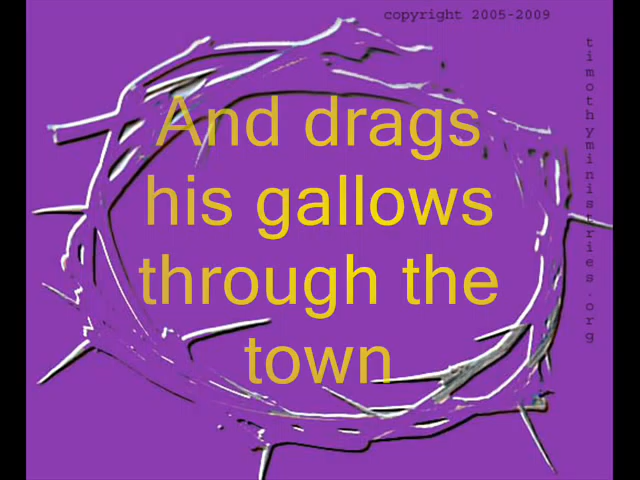 copyright 2005-2009
timothyministries.org
And drags
his gallows
through the
town